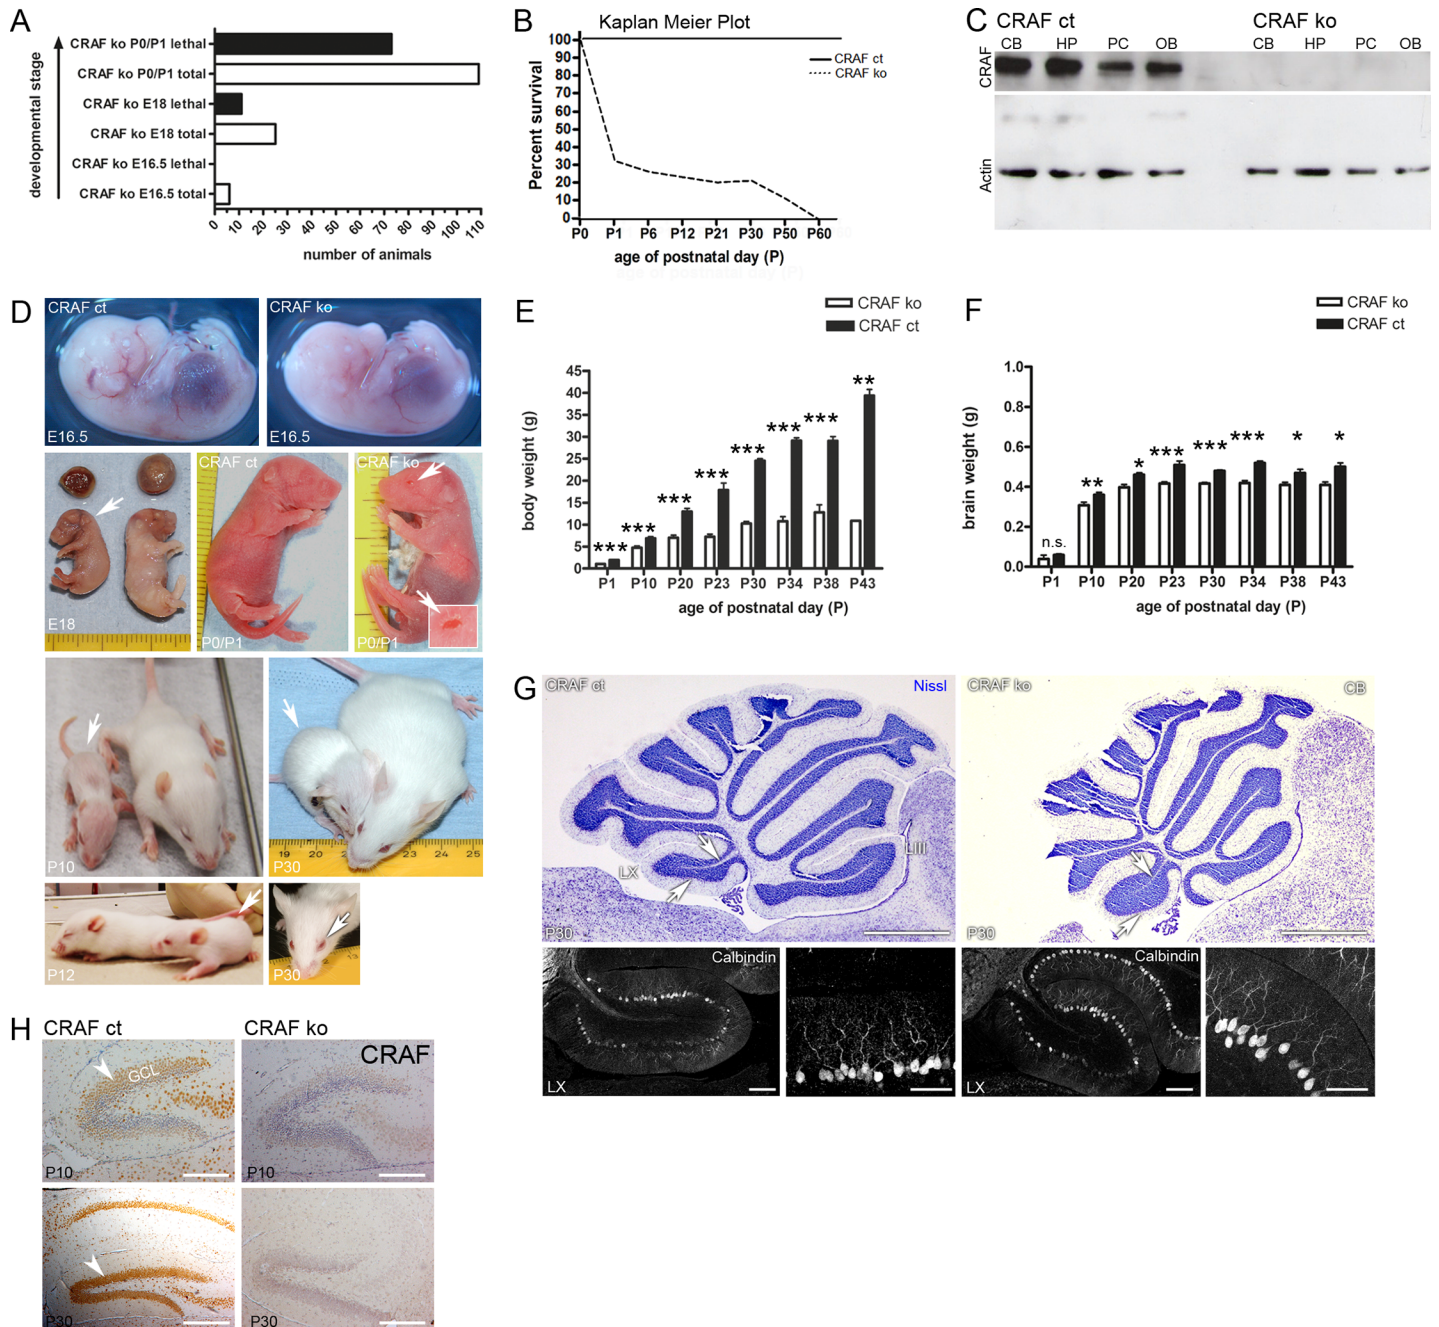 A
developmental stage
CRAF ko P0/P1 lethal
CRAF ko P0/P1 total
CRAF ko E18 lethal
CRAF ko E18 total
CRAF ko E16.5 lethal
CRAF ko E16.5 total
0 10 20 30 40 50 60 70 80 90 100 110
number of animals
B
Kaplan Meier Plot
Percent survival
100
90
80
70
60
50
40
30
20
10
0
CRAF ct
CRAF ko
P0 P1 P6 P12 P21 P30 P50 P60
age of postnatal day (P)
C
CRAF ct CRAF ko
CB HP PC OB CB HP PC OB
CRAF
Actin
D
CRAF ct
E16.5
CRAF ko
E16.5
E18
CRAF ct
P0/P1
CRAF ko
P0/P1
P10
19 20 21 22 23 24 25
P30
P12
P30
E
CRAF ko
CRAF ct
body weight (g)
45
40
35
30
25
20
15
10
5
0
*** *** *** *** *** *** *** **
P1 P10 P20 P23 P30 P34 P38 P43
age of postnatal day (P)
F
CRAF ko
CRAF ct
brain weight (g)
1.0
0.8
0.6
0.4
0.2
0.0
n.s. ** * *** *** *** * *
P1 P10 P20 P23 P30 P34 P38 P43
age of postnatal day (P)
G
CRAF ct Nissl
LX
LIII
P30
CRAF ko CB
P30
Calbindin
LX
Calbindin
LX
H
CRAF ct CRAF ko
GCL
P10
CRAF
P10
P30
P30